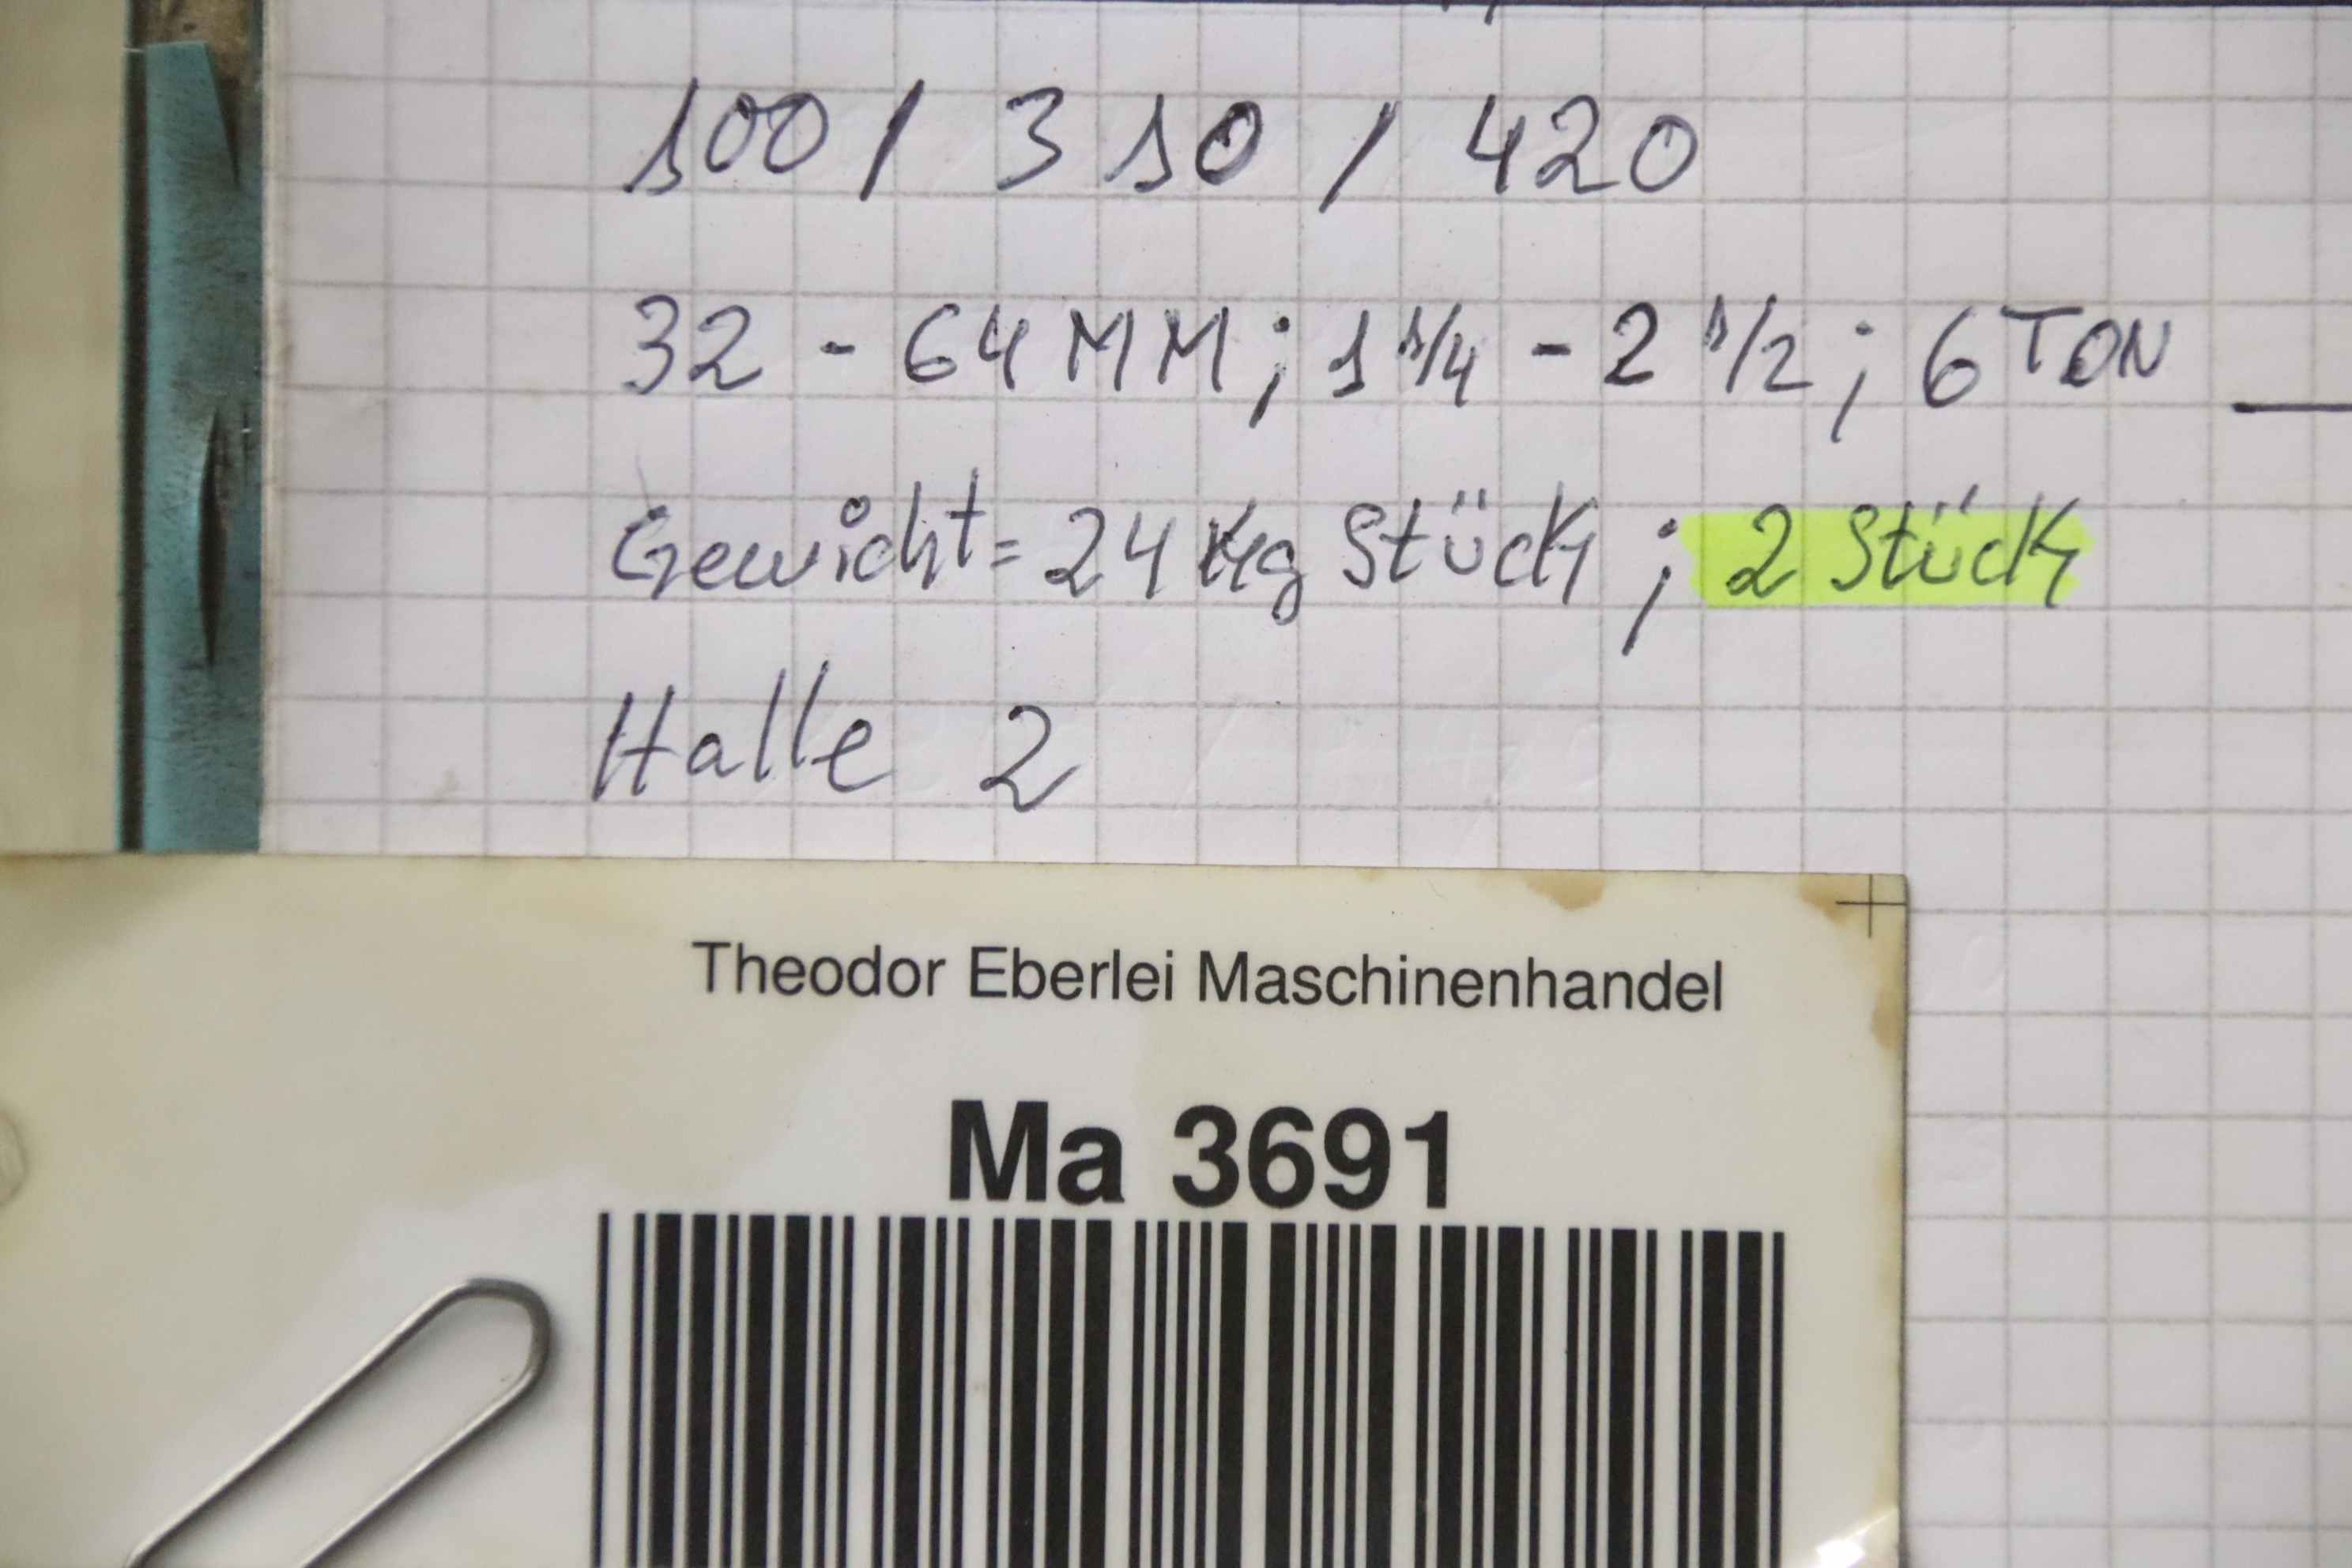 100 / 310 / 420
32 - 64 MM; 1 1/4 - 2 1/2; 6 TON
Gewicht = 24 Kg Stück; 2 Stück
Halle 2
Theodor Eberlei Maschinenhandel
Ma 3691